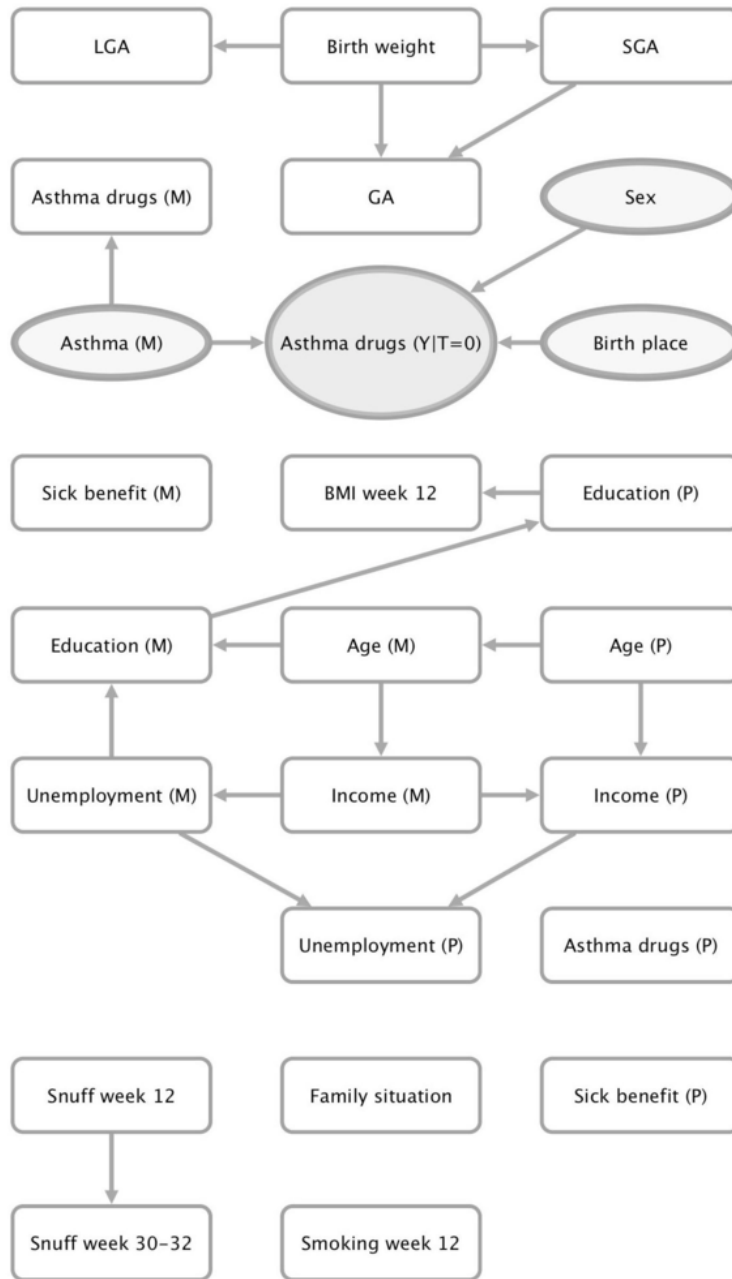 LGA
Birth weight
SGA
Asthma drugs (M)
GA
Sex
Asthma (M)
Asthma drugs (Y|T=0)
Birth place
Sick benefit (M)
BMI week 12
Education (P)
Education (M)
Age (M)
Age (P)
Unemployment (M)
Income (M)
Income (P)
Unemployment (P)
Asthma drugs (P)
Snuff week 12
Family situation
Sick benefit (P)
Snuff week 30-32
Smoking week 12